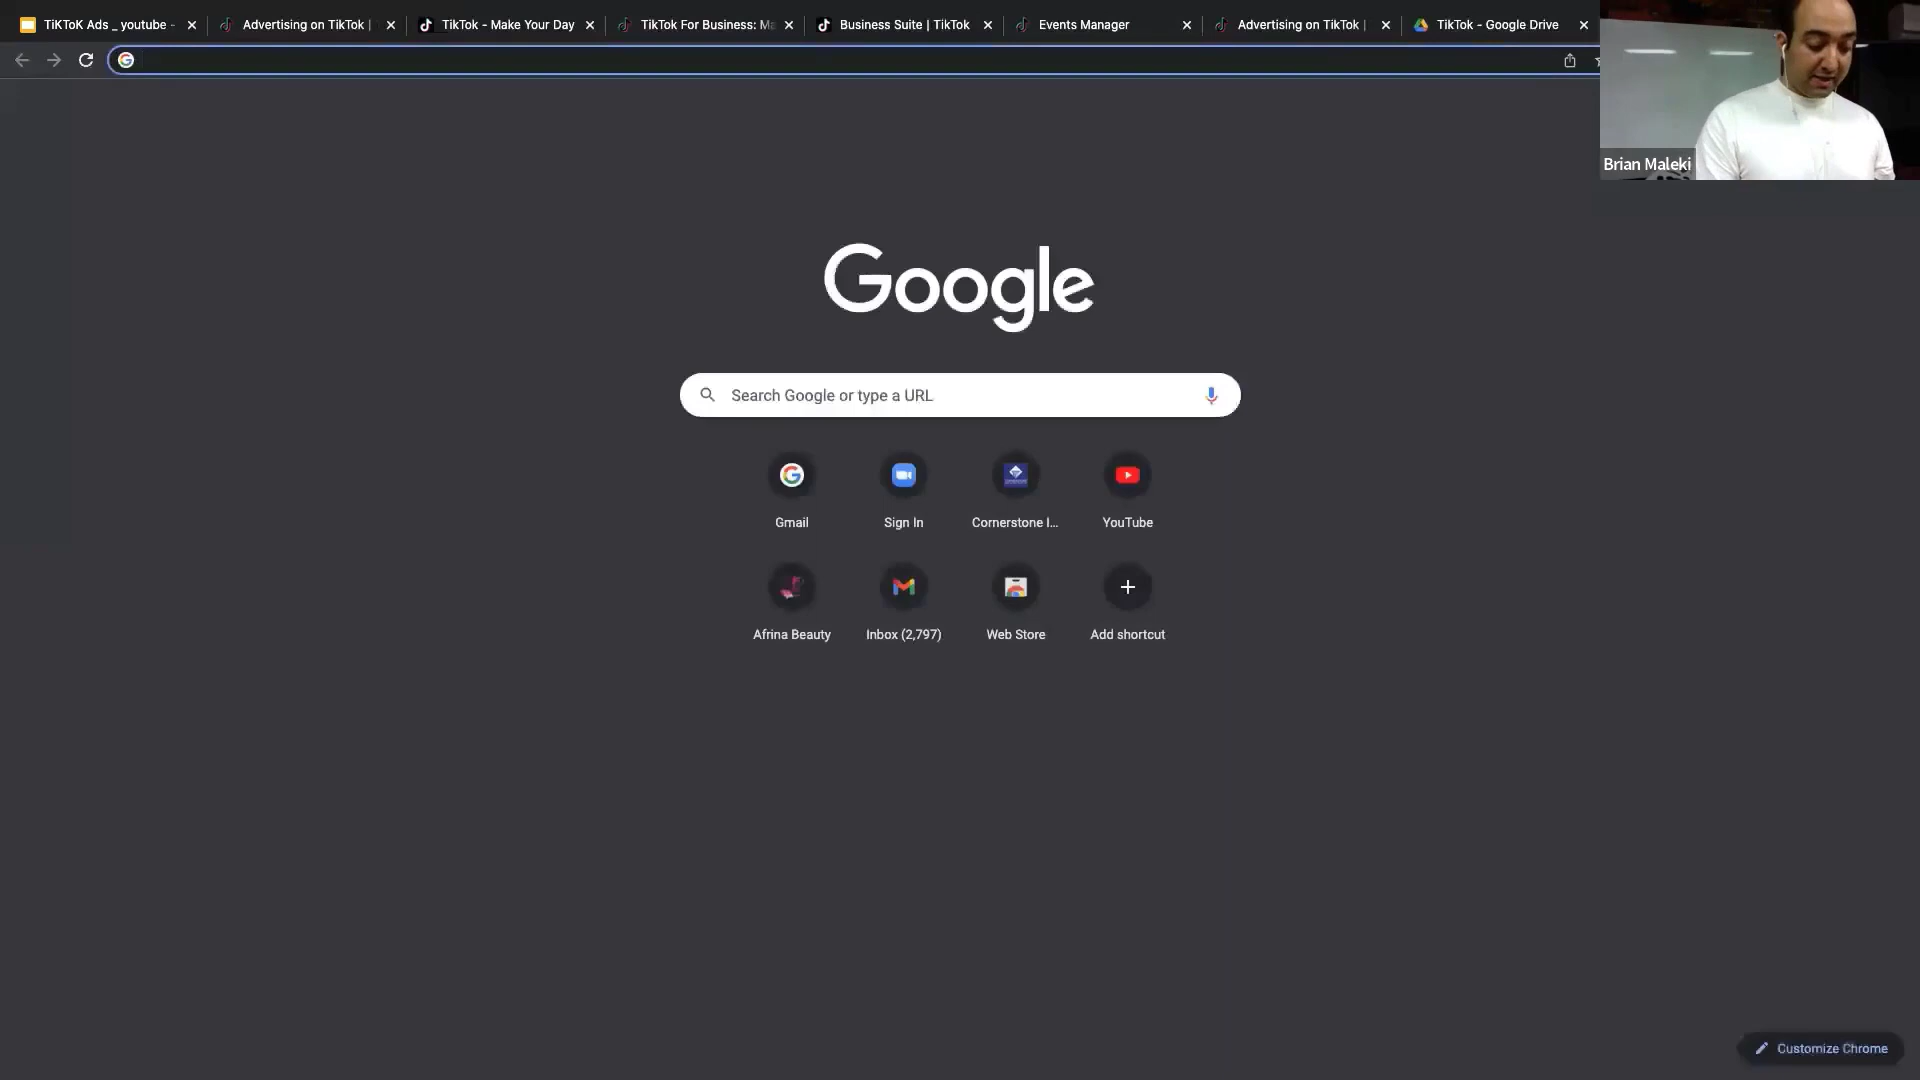 TiKToK Ads _ youtube -
Advertising on TikTok |
TikTok - Make Your Day
TikTok For Business: Ma
Business Suite | TikTok
Events Manager
Advertising on TikTok |
TikTok - Google Drive
Brian Maleki
Google
Search Google or type a URL
Gmail
Sign In
Cornerstone I...
YouTube
Afrina Beauty
Inbox (2,797)
Web Store
Add shortcut
Customize Chrome